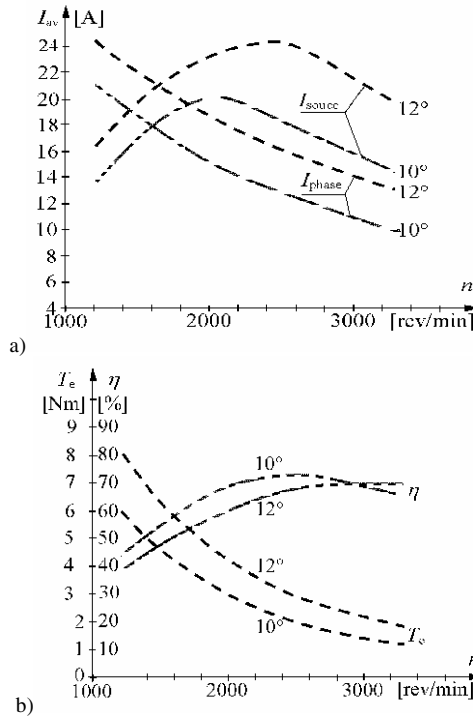 I_av [A]
24
22
20
18
16
14
12
10
8
6
4
I_souce
12°
10°
I_phase
12°
10°
n
1000 2000 3000 [rev/min]
a)
T_e η
[Nm] [%]
9 90
8 80
7 70
6 60
5 50
4 40
3 30
2 20
1 10
0
10°
12°
η
12°
10°
T_e
1000 2000 3000 [rev/min]
b)